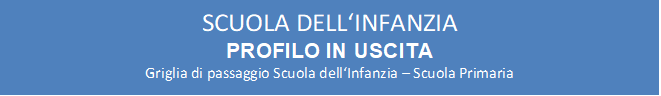 SCUOLA DELL‘INFANZIA
PROFILO IN USCITA
Griglia di passaggio Scuola dell‘Infanzia – Scuola Primaria